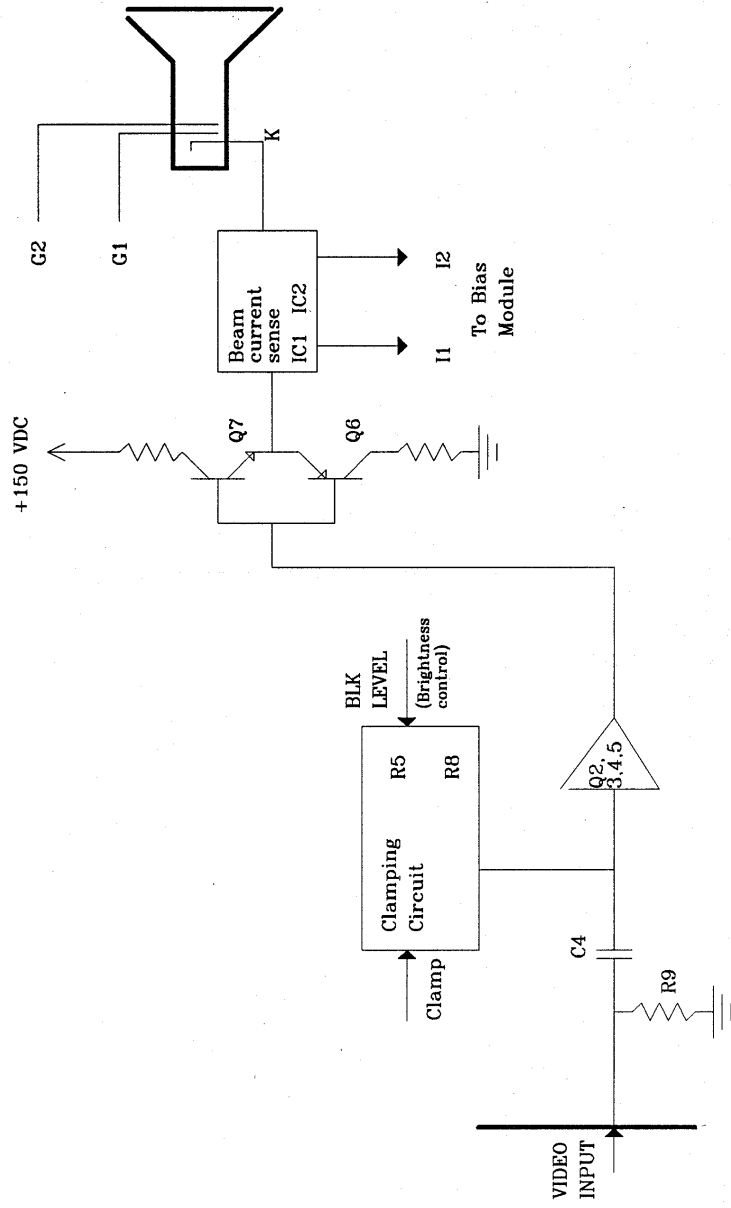 VIDEO
INPUT
R9
C4
Clamp
Clamping
Circuit
R5
R8
BLK
LEVEL
(Brightness
control)
Q2,
3,4,5
+150 VDC
Q7
Q6
Beam
current
sense
IC1 IC2
I1
I2
To Bias
Module
G2
G1
K